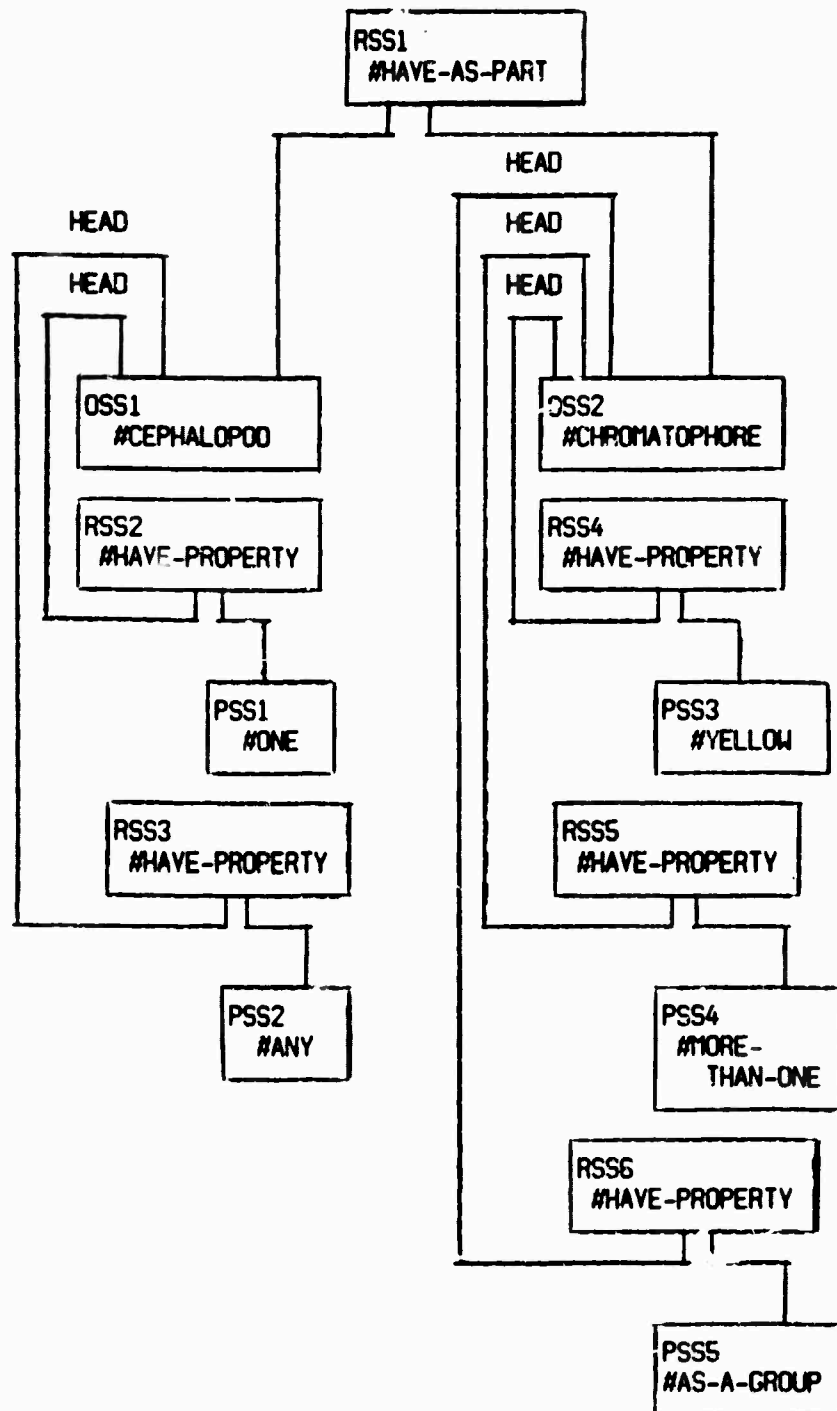 RSS1
#HAVE-AS-PART
HEAD
HEAD
HEAD
HEAD
HEAD
OSS1
#CEPHALOPOD
OSS2
#CHROMATOPHORE
RSS2
#HAVE-PROPERTY
RSS4
#HAVE-PROPERTY
PSS1
#ONE
PSS3
#YELLOW
RSS3
#HAVE-PROPERTY
RSS5
#HAVE-PROPERTY
PSS2
#ANY
PSS4
#MORE-
THAN-ONE
RSS6
#HAVE-PROPERTY
PSS5
#AS-A-GROUP